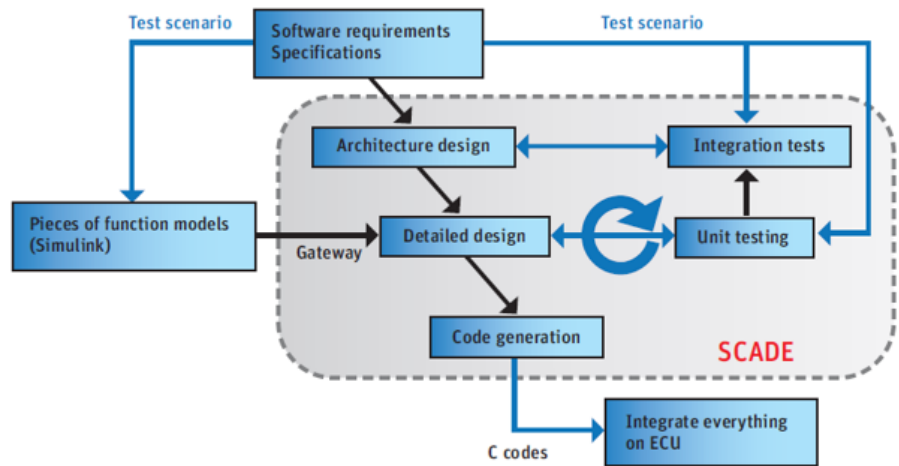 Test scenario
Software requirements
Specifications
Test scenario
Architecture design
Integration tests
Pieces of function models
(Simulink)
Gateway
Detailed design
Unit testing
Code generation
SCADE
C codes
Integrate everything
on ECU